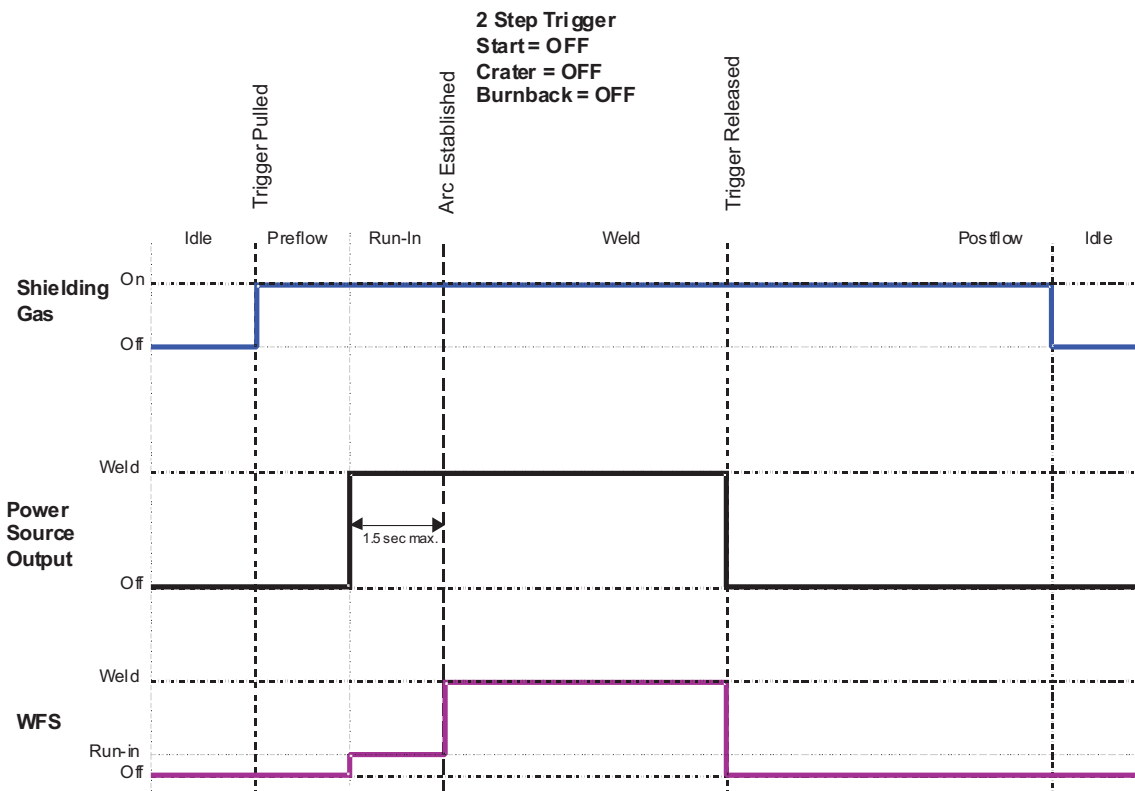 2 Step Trigger
Start = OFF
Crater = OFF
Burnback = OFF
Trigger Pulled
Arc Established
Trigger Released
Idle
Preflow
Run-In
Weld
Postflow
Idle
Shielding
Gas
On
Off
Power
Source
Output
Weld
1.5 sec max.
Off
WFS
Weld
Run-in
Off